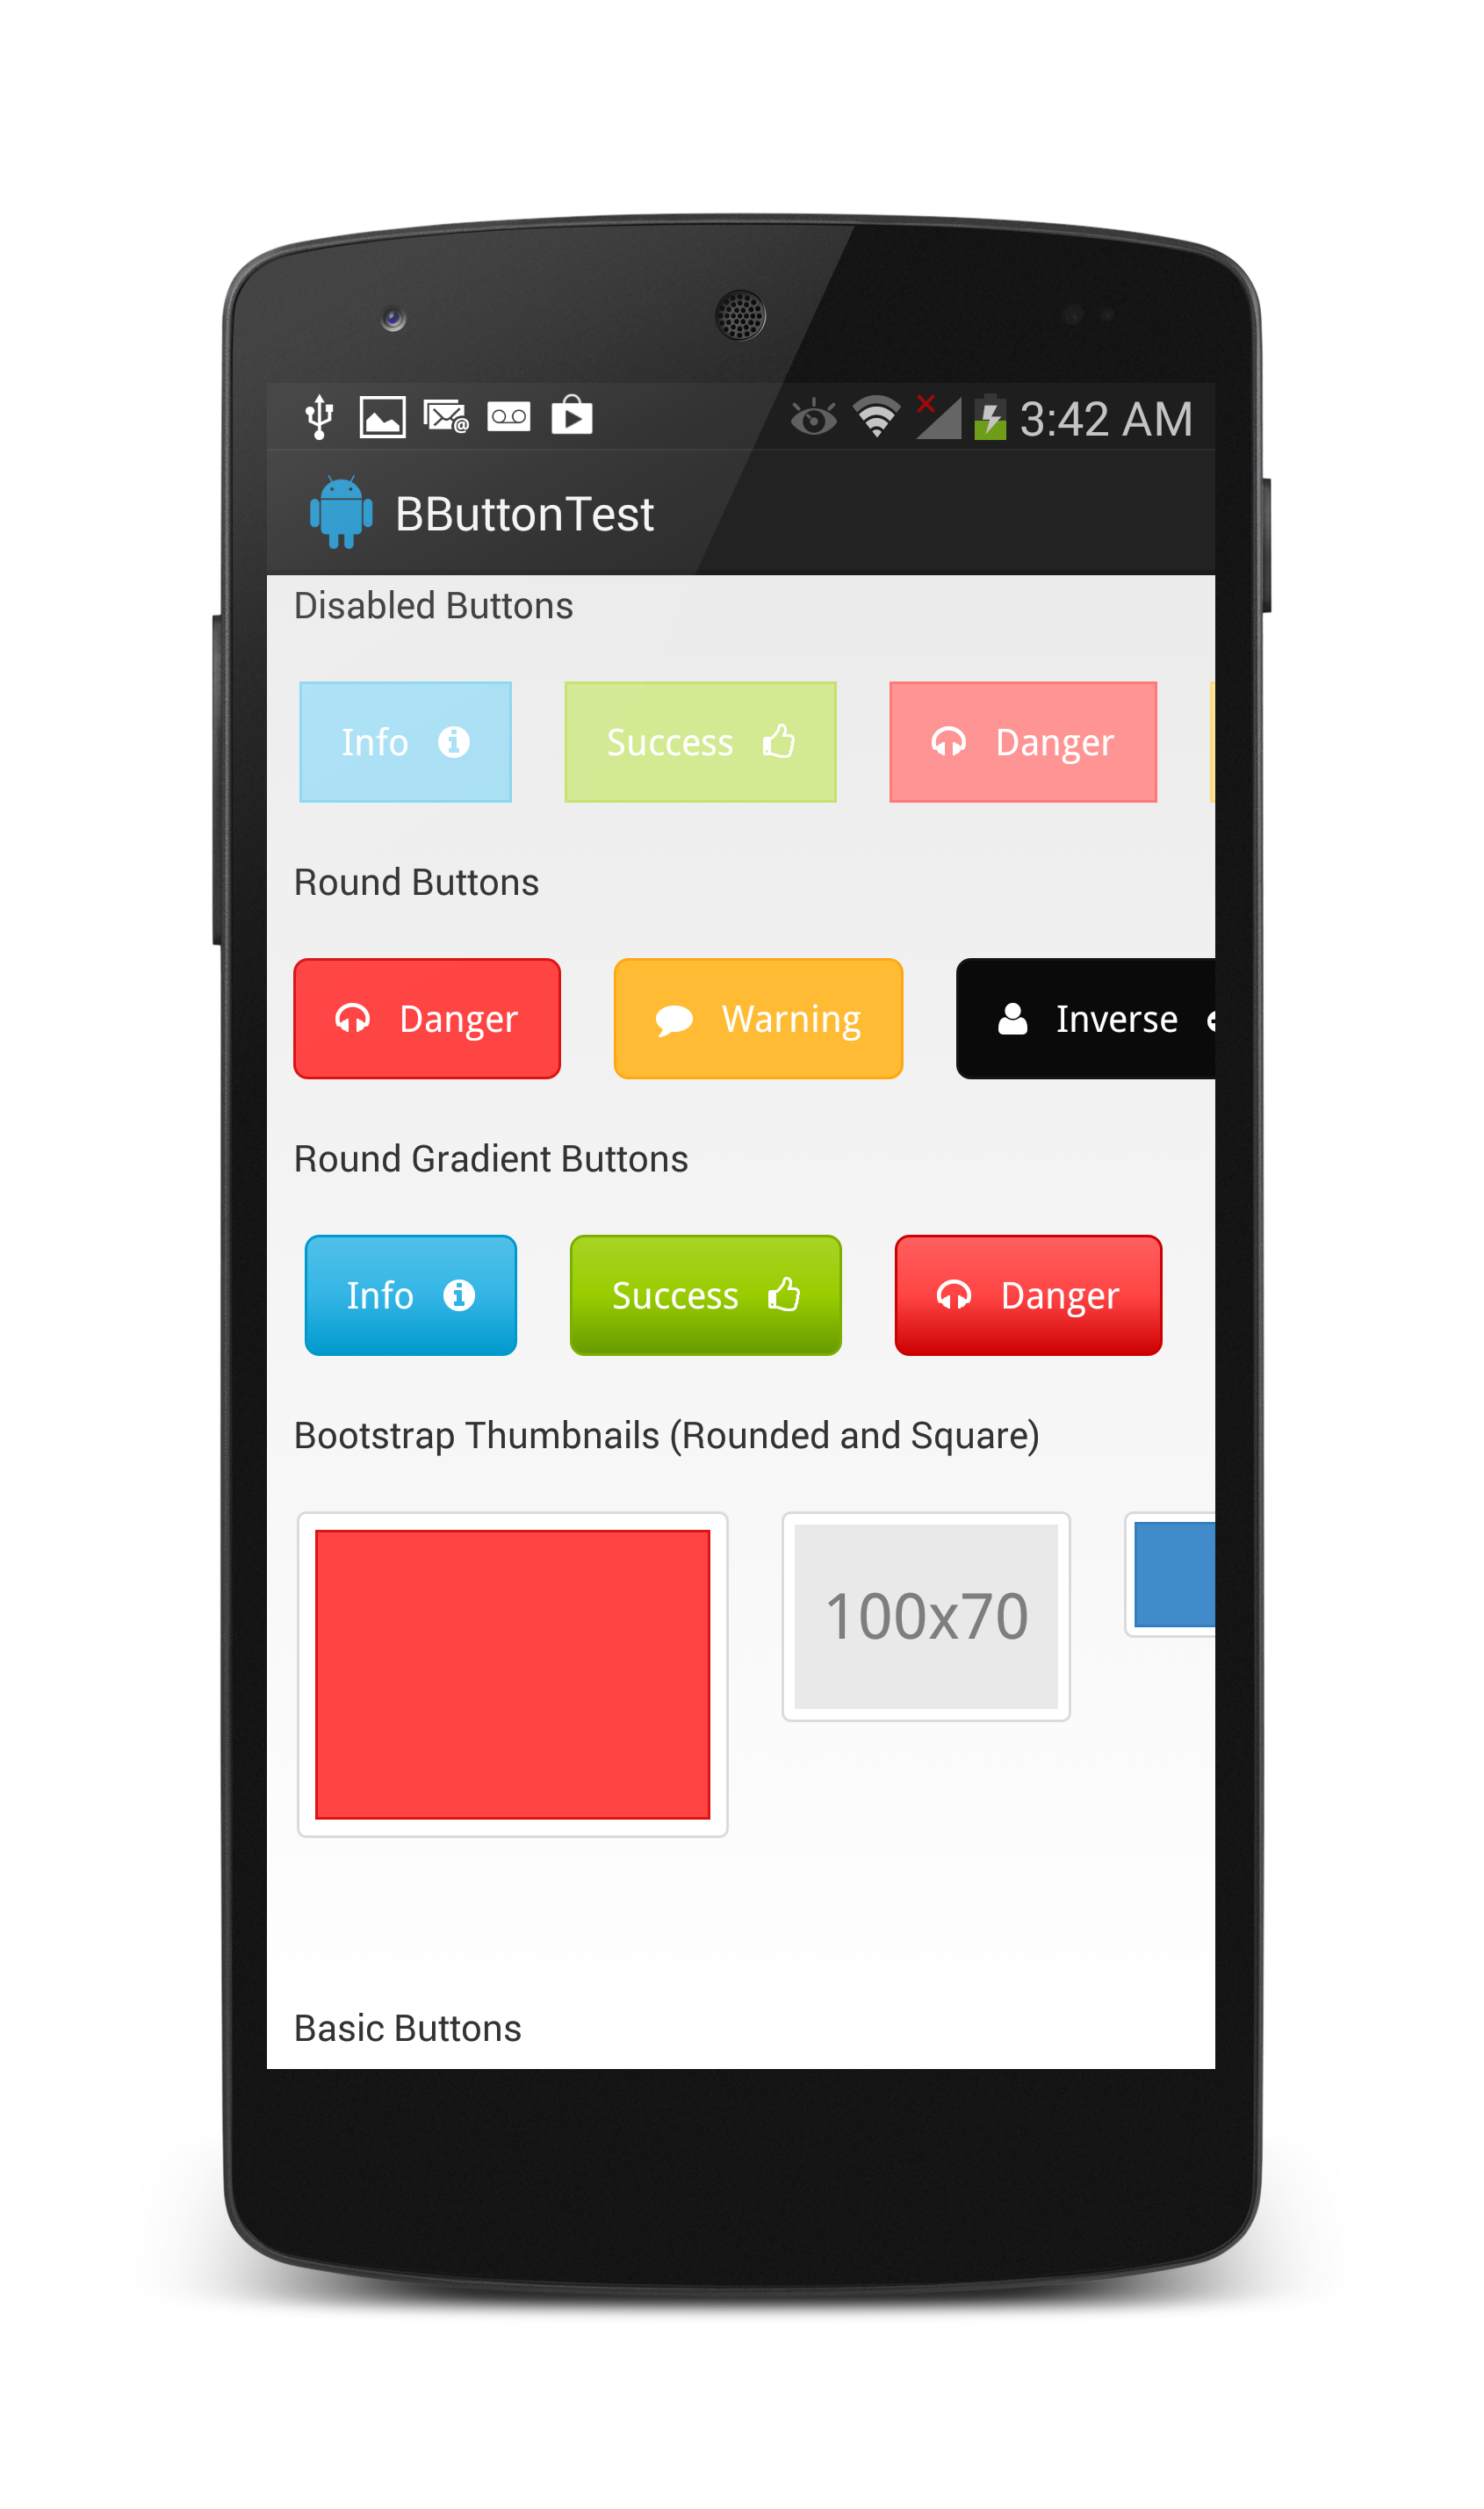 3:42 AM
BButtonTest
Disabled Buttons
Info Success Danger
Round Buttons
Danger Warning Inverse
Round Gradient Buttons
Info Success Danger
Bootstrap Thumbnails (Rounded and Square)
100x70
Basic Buttons